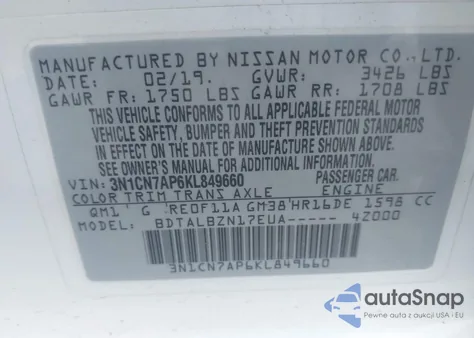 MANUFACTURED BY NISSAN MOTOR CO., LTD.
DATE: 02/19. GVWR: 3426 LBS
GAWR FR: 1750 LBS GAWR RR: 1708 LBS
THIS VEHICLE CONFORMS TO ALL APPLICABLE FEDERAL MOTOR
VEHICLE SAFETY, BUMPER AND THEFT PREVENTION STANDARDS
IN EFFECT ON THE DATE OF MANUFACTURE SHOWN ABOVE.
SEE OWNER'S MANUAL FOR ADDITIONAL INFORMATION.
VIN: 3N1CN7AP6KL849660 PASSENGER CAR.
COLOR TRIM TRANS AXLE ENGINE
QM1 G RE0F11A GM38 HR16DE 1598 CC
MODEL: BDTALBZN17EUA----- 4Z000
3N1CN7AP6KL849660
autoSnap
Pewne auto z aukcji USA i EU